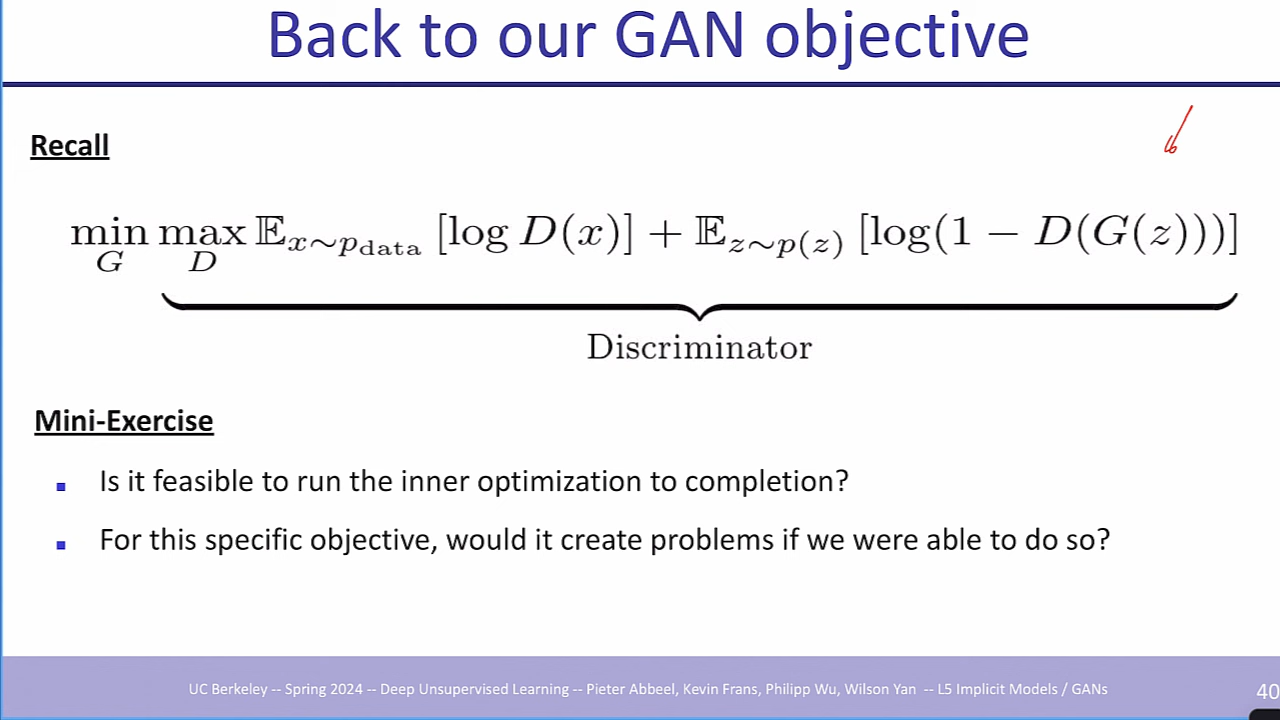 Back to our GAN objective
Recall
min_G max_D 𝔼_{x∼p_data} [log D(x)] + 𝔼_{z∼p(z)} [log(1 − D(G(z)))]
Discriminator
Mini-Exercise
▪ Is it feasible to run the inner optimization to completion?
▪ For this specific objective, would it create problems if we were able to do so?
UC Berkeley -- Spring 2024 -- Deep Unsupervised Learning -- Pieter Abbeel, Kevin Frans, Philipp Wu, Wilson Yan -- L5 Implicit Models / GANs
40